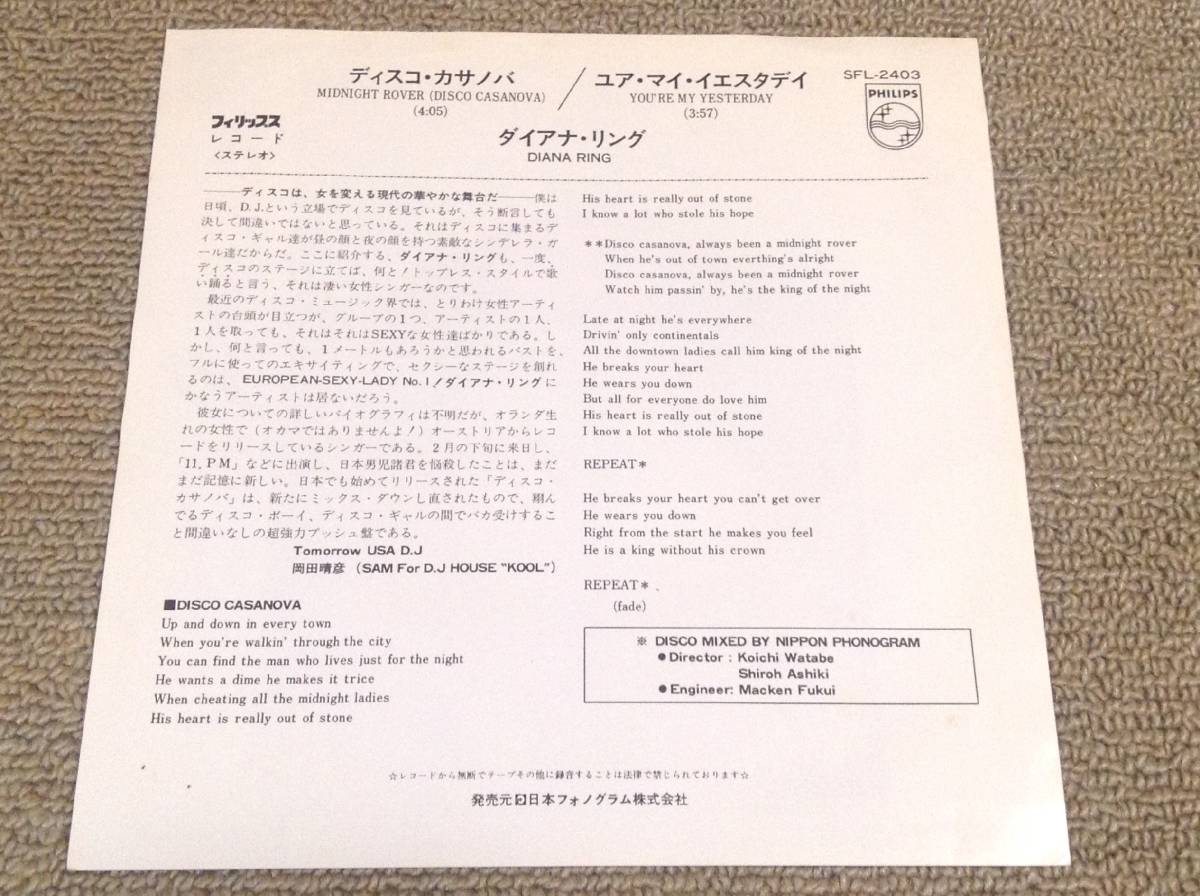 ディスコ・カサノバ
MIDNIGHT ROVER (DISCO CASANOVA)
(4:05)
ユア・マイ・イエスタデイ
YOU'RE MY YESTERDAY
(3:57)
SFL-2403
PHILIPS
フィリップス
レコード
〈ステレオ〉
ダイアナ・リング
DIANA RING
――ディスコは、女を変える現代の華やかな舞台だ――僕は
日頃、D.J.という立場でディスコを見ているが、そう断言しても
決して間違いではないと思っている。それはディスコに集まるデ
ィスコ・ギャル達が昼の顔と夜の顔を持つ素敵なシンデレラ・ガ
ール達だからだ。ここに紹介する、ダイアナ・リングも、一度、
ディスコのステージに立てば、何と！トップレス・スタイルで歌
い踊ると言う、それは凄い女性シンガーなのです。
最近のディスコ・ミュージック界では、とりわけ女性アーティ
ストの台頭が目立つが、グループの1つ、アーティストの1人、
1人を取っても、それはそれはSEXYな女性達ばかりである。し
かし、何と言っても、1メートルもあろうかと思われるバストを、
フルに使ってのエキサイティングで、セクシーなステージを創れ
るのは、EUROPEAN-SEXY-LADY No.1！ダイアナ・リングに
かなうアーティストは居ないだろう。
彼女についての詳しいバイオグラフィは不明だが、オランダ生
れの女性で（オカマではありませんよ！）オーストリアからレコ
ードをリリースしているシンガーである。2月の下旬に来日し、
「11, P.M」などに出演し、日本男児諸君を悩殺したことは、まだ
まだ記憶に新しい。日本でも始めてリリースされた「ディスコ・
カサノバ」は、新たにミックス・ダウンし直されたもので、翔ん
でるディスコ・ボーイ、ディスコ・ギャルの間でバカ受けするこ
と間違いなしの超強力プッシュ盤である。
Tomorrow USA D.J
岡田晴彦 (SAM For D.J HOUSE "KOOL")
■DISCO CASANOVA
Up and down in every town
When you're walkin' through the city
You can find the man who lives just for the night
He wants a dime he makes it trice
When cheating all the midnight ladies
His heart is really out of stone
His heart is really out of stone
I know a lot who stole his hope
＊＊Disco casanova, always been a midnight rover
When he's out of town everthing's alright
Disco casanova, always been a midnight rover
Watch him passin' by, he's the king of the night
Late at night he's everywhere
Drivin' only continentals
All the downtown ladies call him king of the night
He breaks your heart
He wears you down
But all for everyone do love him
His heart is really out of stone
I know a lot who stole his hope
REPEAT＊
He breaks your heart you can't get over
He wears you down
Right from the start he makes you feel
He is a king without his crown
REPEAT＊
(fade)
※ DISCO MIXED BY NIPPON PHONOGRAM
●Director : Koichi Watabe
Shiroh Ashiki
●Engineer: Macken Fukui
☆レコードから無断でテープその他に録音することは法律で禁じられております☆
発売元 日本フォノグラム株式会社